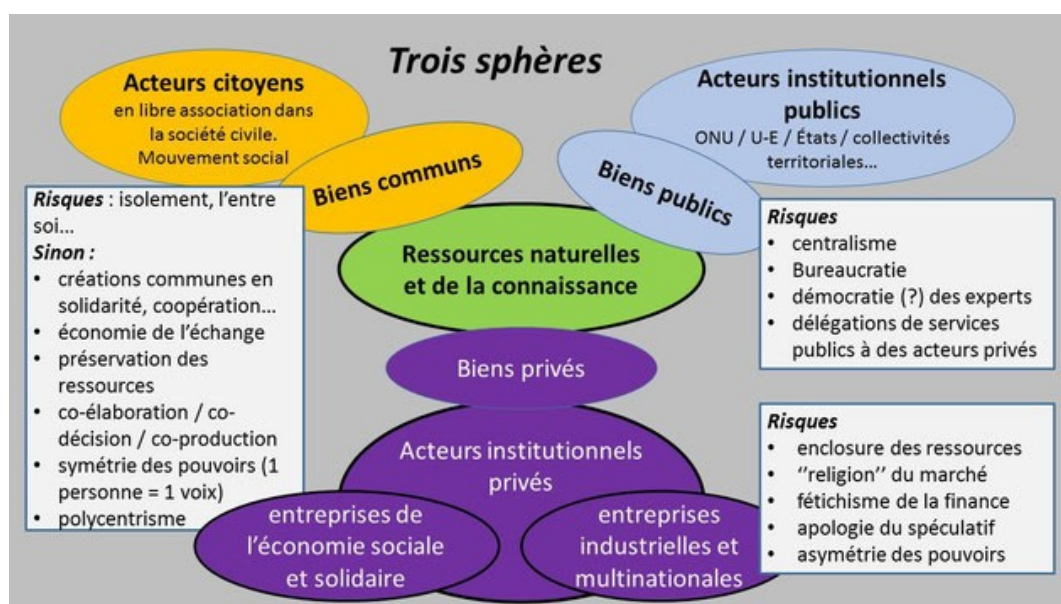 Trois sphères
Acteurs citoyens
en libre association dans
la société civile.
Mouvement social
Biens communs
Acteurs institutionnels
publics
ONU / U-E / États / collectivités
territoriales...
Biens publics
Risques : isolement, l'entre
soi...
Sinon :
• créations communes en
solidarité, coopération...
• économie de l'échange
• préservation des
ressources
• co-élaboration / co-
décision / co-production
• symétrie des pouvoirs (1
personne = 1 voix)
• polycentrisme
Ressources naturelles
et de la connaissance
Risques
• centralisme
• Bureaucratie
• démocratie (?) des experts
• délégations de services
publics à des acteurs privés
Biens privés
Acteurs institutionnels
privés
entreprises de
l'économie sociale
et solidaire
entreprises
industrielles et
multinationales
Risques
• enclosure des ressources
• ''religion'' du marché
• fétichisme de la finance
• apologie du spéculatif
• asymétrie des pouvoirs